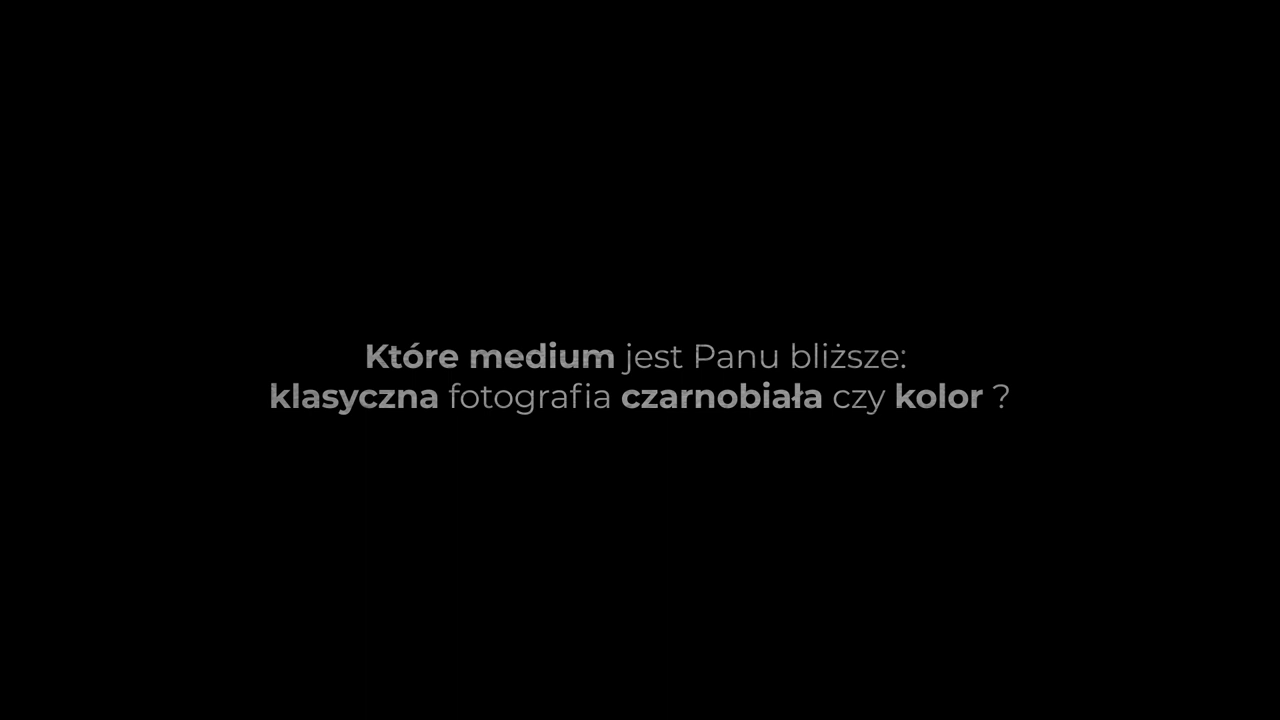 Które medium jest Panu bliższe:
klasyczna fotografia czarnobiała czy kolor ?